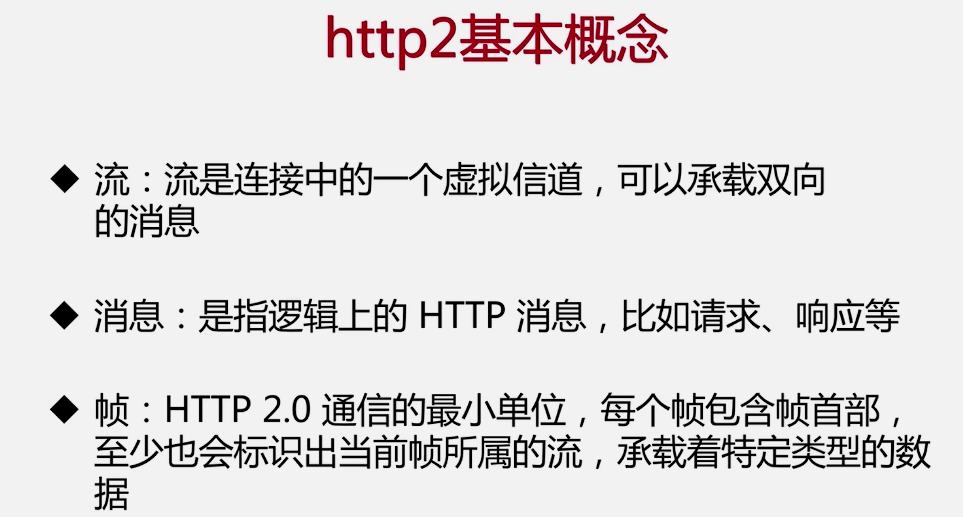 http2基本概念
◆ 流：流是连接中的一个虚拟信道，可以承载双向
的消息
◆ 消息：是指逻辑上的 HTTP 消息，比如请求、响应等
◆ 帧：HTTP 2.0 通信的最小单位，每个帧包含帧首部，
至少也会标识出当前帧所属的流，承载着特定类型的数
据